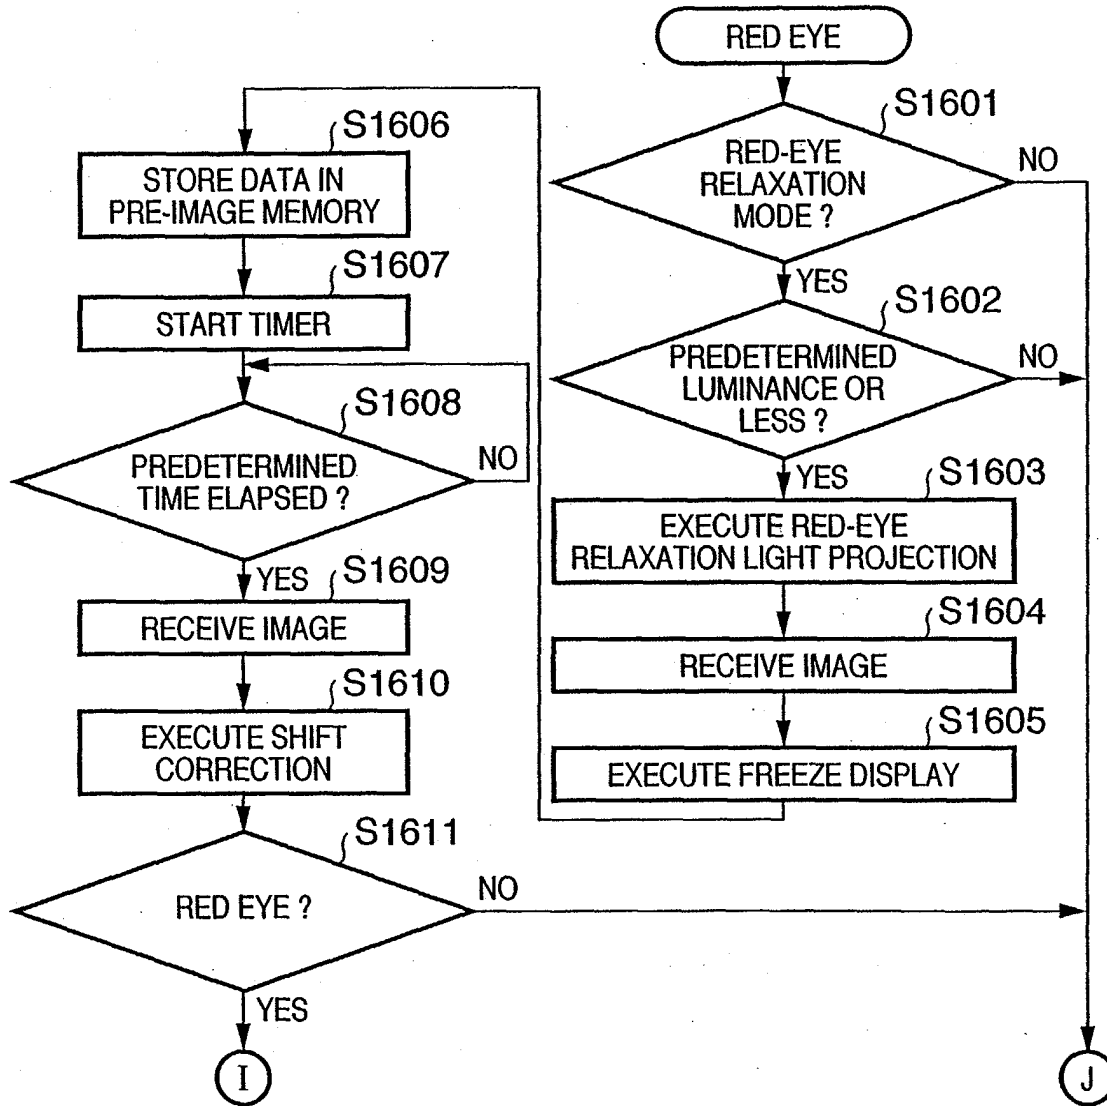 RED EYE
S1601
RED-EYE
RELAXATION
MODE ?
NO
YES
S1602
PREDETERMINED
LUMINANCE OR
LESS ?
NO
YES
S1603
EXECUTE RED-EYE
RELAXATION LIGHT PROJECTION
S1604
RECEIVE IMAGE
S1605
EXECUTE FREEZE DISPLAY
S1606
STORE DATA IN
PRE-IMAGE MEMORY
S1607
START TIMER
S1608
PREDETERMINED
TIME ELAPSED ?
NO
YES
S1609
RECEIVE IMAGE
S1610
EXECUTE SHIFT
CORRECTION
S1611
RED EYE ?
NO
YES
I
J